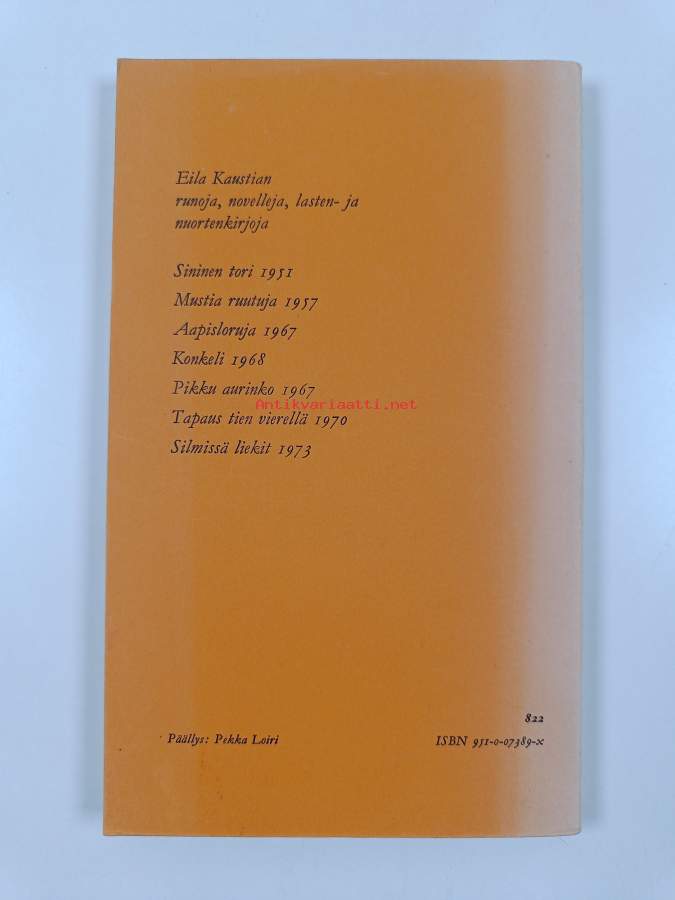 Eila Kaustian
runoja, novelleja, lasten- ja
nuortenkirjoja
Sininen tori 1951
Mustia ruutuja 1957
Aapisloruja 1967
Konkeli 1968
Pikku aurinko 1967
Antikvariaatti.net
Tapaus tien vierellä 1970
Silmissä liekit 1973
822
Päällys: Pekka Loiri
ISBN 951-0-07389-x